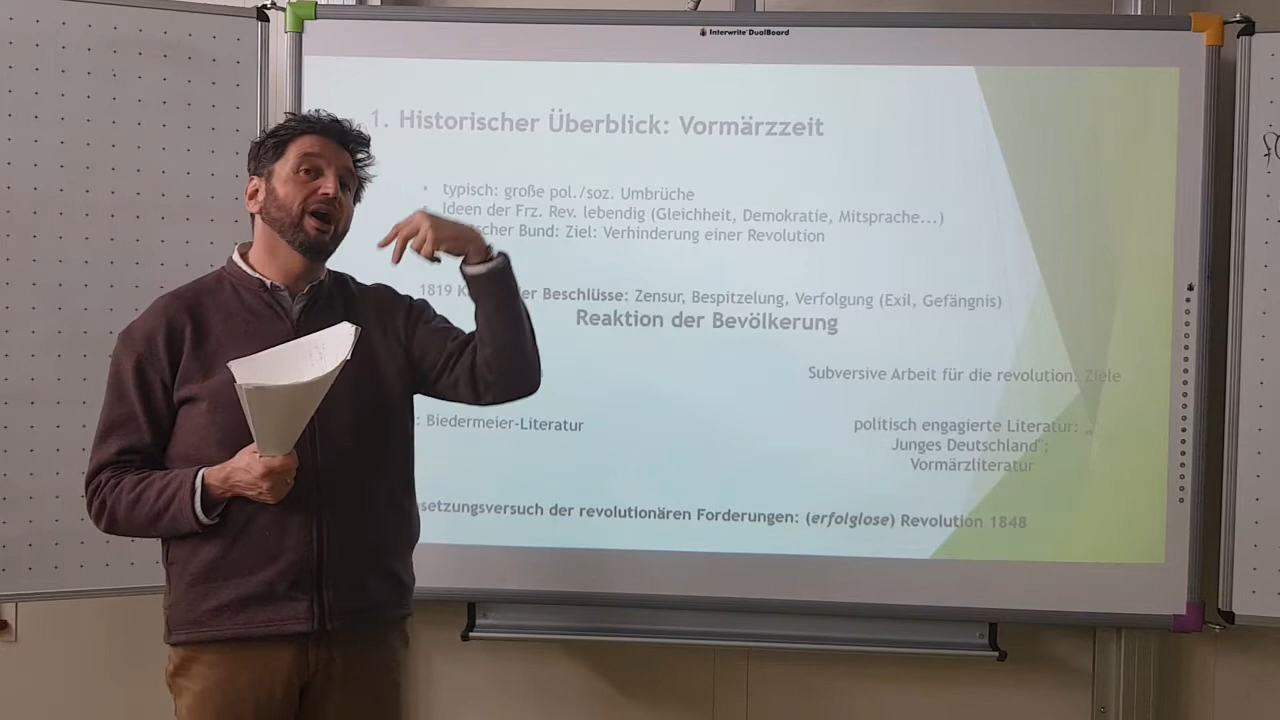 Interwrite DualBoard
1. Historischer Überblick: Vormärzzeit
typisch: große pol./soz. Umbrüche
Ideen der Frz. Rev. lebendig (Gleichheit, Demokratie, Mitsprache...)
Bund: Ziel: Verhinderung einer Revolution
1819 Beschlüsse: Zensur, Bespitzelung, Verfolgung (Exil, Gefängnis)
Reaktion der Bevölkerung
Subversive Arbeit für die revolution. Ziele
: Biedermeier-Literatur
politisch engagierte Literatur: „
Junges Deutschland";
Vormärzliteratur
der revolutionären Forderungen: (erfolglose) Revolution 1848